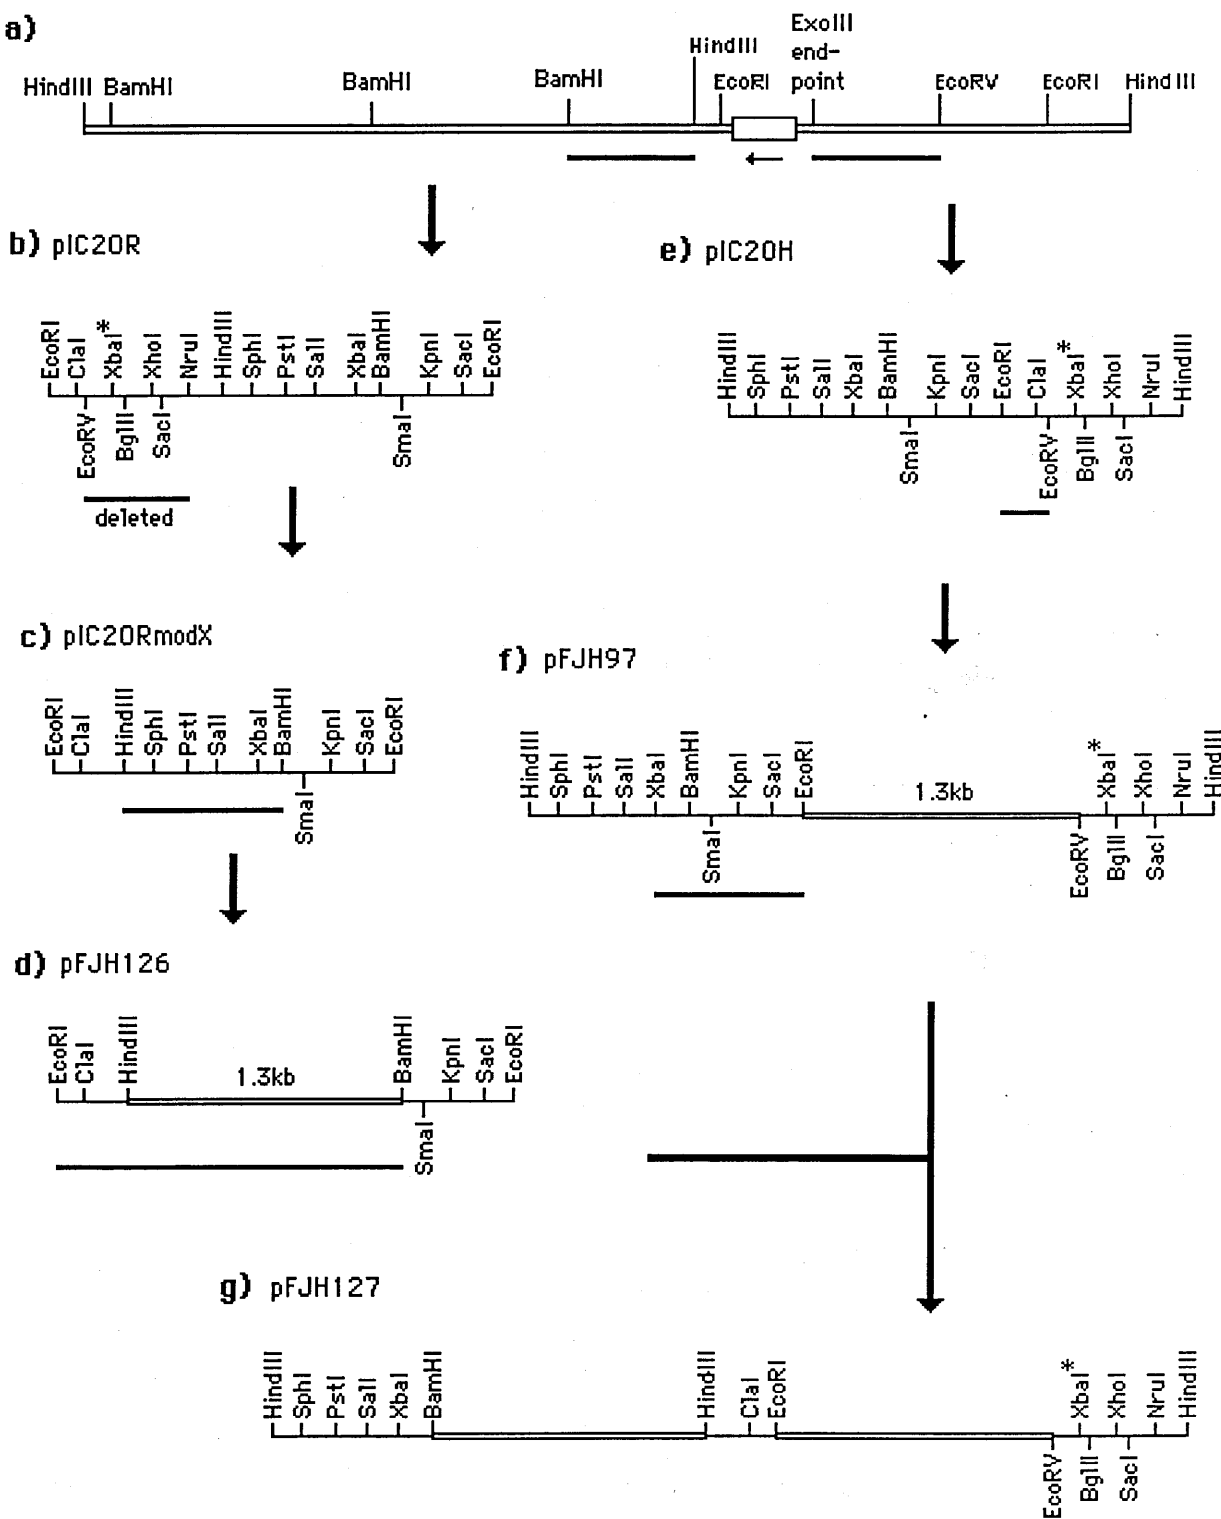 a)
HindIII BamHI BamHI BamHI HindIII EcoRI ExoIII end-point EcoRV EcoRI HindIII
b) pIC20R
EcoRI ClaI XbaI* XhoI NruI HindIII SphI PstI SalI XbaI BamHI KpnI SacI EcoRI
EcoRV BglII SacI SmaI
deleted
e) pIC20H
HindIII SphI PstI SalI XbaI BamHI KpnI SacI EcoRI ClaI XbaI* XhoI NruI HindIII
SmaI EcoRV BglII SacI
c) pIC20RmodX
EcoRI ClaI HindIII SphI PstI SalI XbaI BamHI KpnI SacI EcoRI
SmaI
f) pFJH97
HindIII SphI PstI SalI XbaI BamHI KpnI SacI EcoRI 1.3kb XbaI* XhoI NruI HindIII
SmaI EcoRV BglII SacI
d) pFJH126
EcoRI ClaI HindIII 1.3kb BamHI KpnI SacI EcoRI
SmaI
g) pFJH127
HindIII SphI PstI SalI XbaI BamHI HindIII ClaI EcoRI XbaI* XhoI NruI HindIII
EcoRV BglII SacI